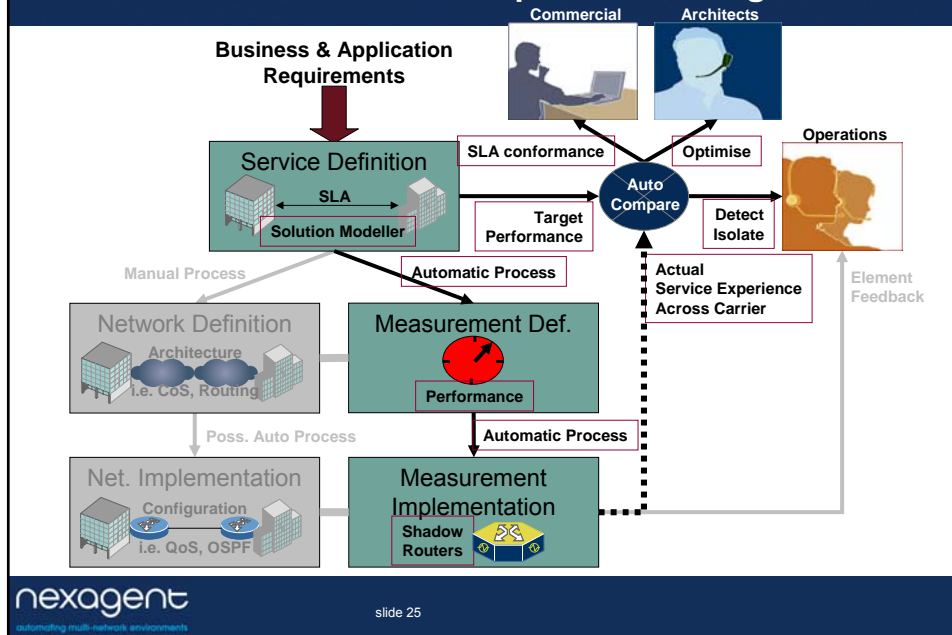 Commercial
Architects
Business & Application
Requirements
Operations
Service Definition
SLA
Solution Modeller
SLA conformance
Optimise
Auto
Compare
Target
Performance
Detect
Isolate
Manual Process
Automatic Process
Actual
Service Experience
Across Carrier
Element
Feedback
Network Definition
Architecture
i.e. CoS, Routing
Measurement Def.
Performance
Poss. Auto Process
Automatic Process
Net. Implementation
Configuration
i.e. QoS, OSPF
Measurement
Implementation
Shadow
Routers
nexagent
automating multi-network environments
slide 25